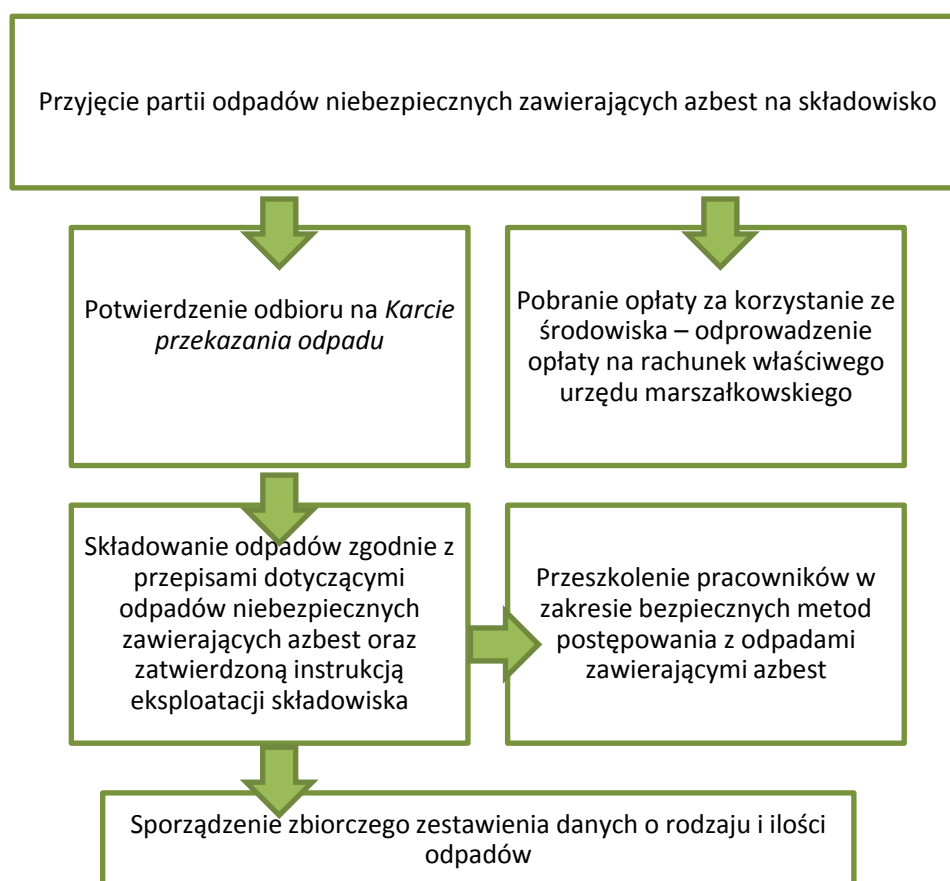 Przyjęcie partii odpadów niebezpiecznych zawierających azbest na składowisko
Potwierdzenie odbioru na Karcie
przekazania odpadu
Pobranie opłaty za korzystanie ze
środowiska – odprowadzenie
opłaty na rachunek właściwego
urzędu marszałkowskiego
Składowanie odpadów zgodnie z
przepisami dotyczącymi
odpadów niebezpiecznych
zawierających azbest oraz
zatwierdzoną instrukcją
eksploatacji składowiska
Przeszkolenie pracowników w
zakresie bezpiecznych metod
postępowania z odpadami
zawierającymi azbest
Sporządzenie zbiorczego zestawienia danych o rodzaju i ilości
odpadów